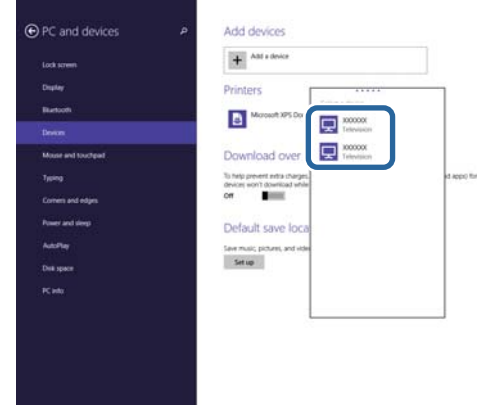 PC and devices
Lock screen
Display
Bluetooth
Devices
Mouse and touchpad
Typing
Corners and edges
Power and sleep
AutoPlay
Disk space
PC info
Add devices
Add a device
Printers
Microsoft XPS Doc
Download over
To help prevent extra charges,
devices won't download while
d apps) for
Off
Default save loca
Save music, pictures, and vide
Set up
XXXXXX
Television
XXXXXX
Television